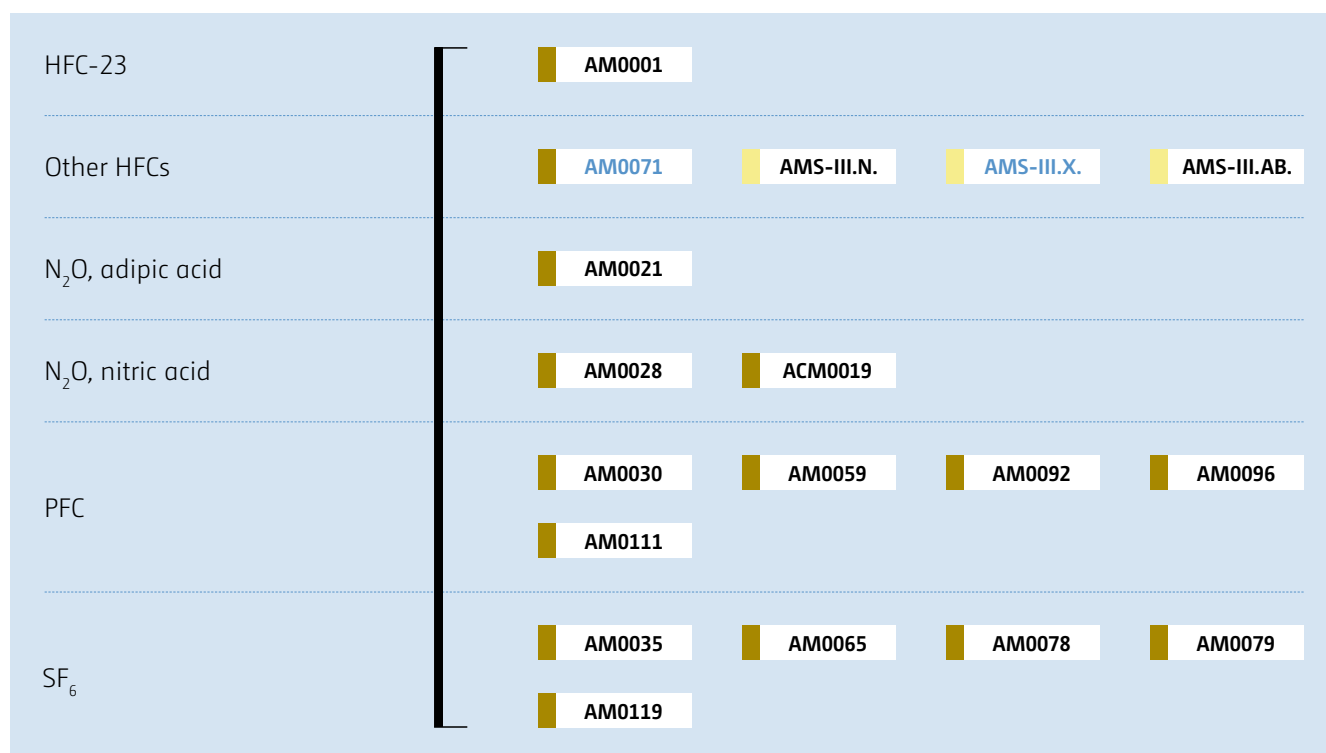 HFC-23 AM0001
Other HFCs AM0071 AMS-III.N. AMS-III.X. AMS-III.AB.
N₂O, adipic acid AM0021
N₂O, nitric acid AM0028 ACM0019
AM0030 AM0059 AM0092 AM0096
PFC
AM0111
AM0035 AM0065 AM0078 AM0079
SF₆
AM0119